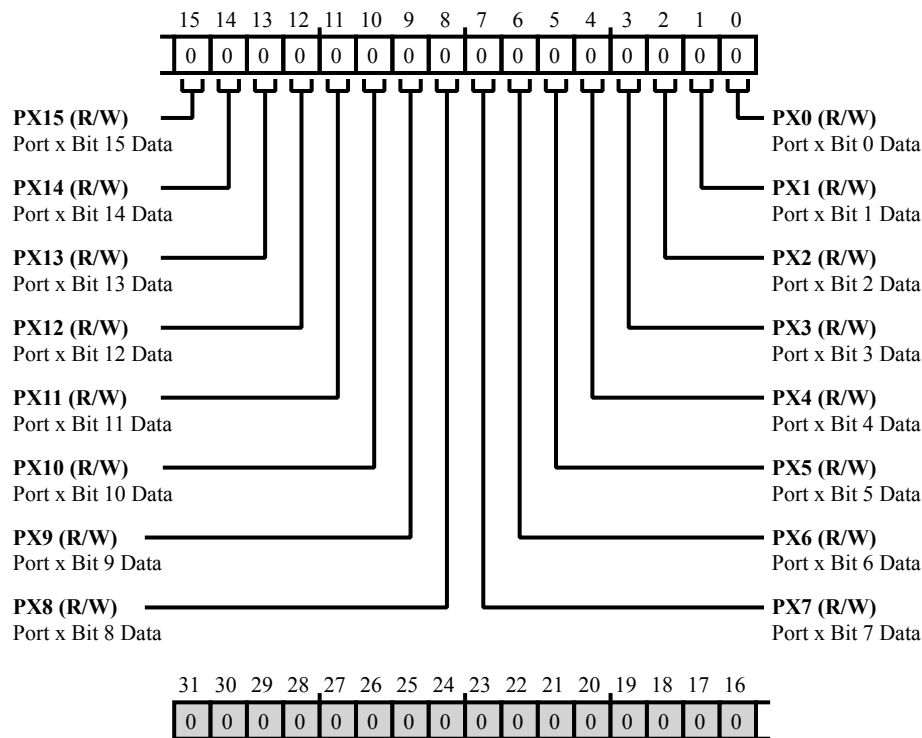 15 14 13 12 11 10 9 8 7 6 5 4 3 2 1 0
0 0 0 0 0 0 0 0 0 0 0 0 0 0 0 0
PX15 (R/W)
Port x Bit 15 Data
PX0 (R/W)
Port x Bit 0 Data
PX14 (R/W)
Port x Bit 14 Data
PX1 (R/W)
Port x Bit 1 Data
PX13 (R/W)
Port x Bit 13 Data
PX2 (R/W)
Port x Bit 2 Data
PX12 (R/W)
Port x Bit 12 Data
PX3 (R/W)
Port x Bit 3 Data
PX11 (R/W)
Port x Bit 11 Data
PX4 (R/W)
Port x Bit 4 Data
PX10 (R/W)
Port x Bit 10 Data
PX5 (R/W)
Port x Bit 5 Data
PX9 (R/W)
Port x Bit 9 Data
PX6 (R/W)
Port x Bit 6 Data
PX8 (R/W)
Port x Bit 8 Data
PX7 (R/W)
Port x Bit 7 Data
31 30 29 28 27 26 25 24 23 22 21 20 19 18 17 16
0 0 0 0 0 0 0 0 0 0 0 0 0 0 0 0